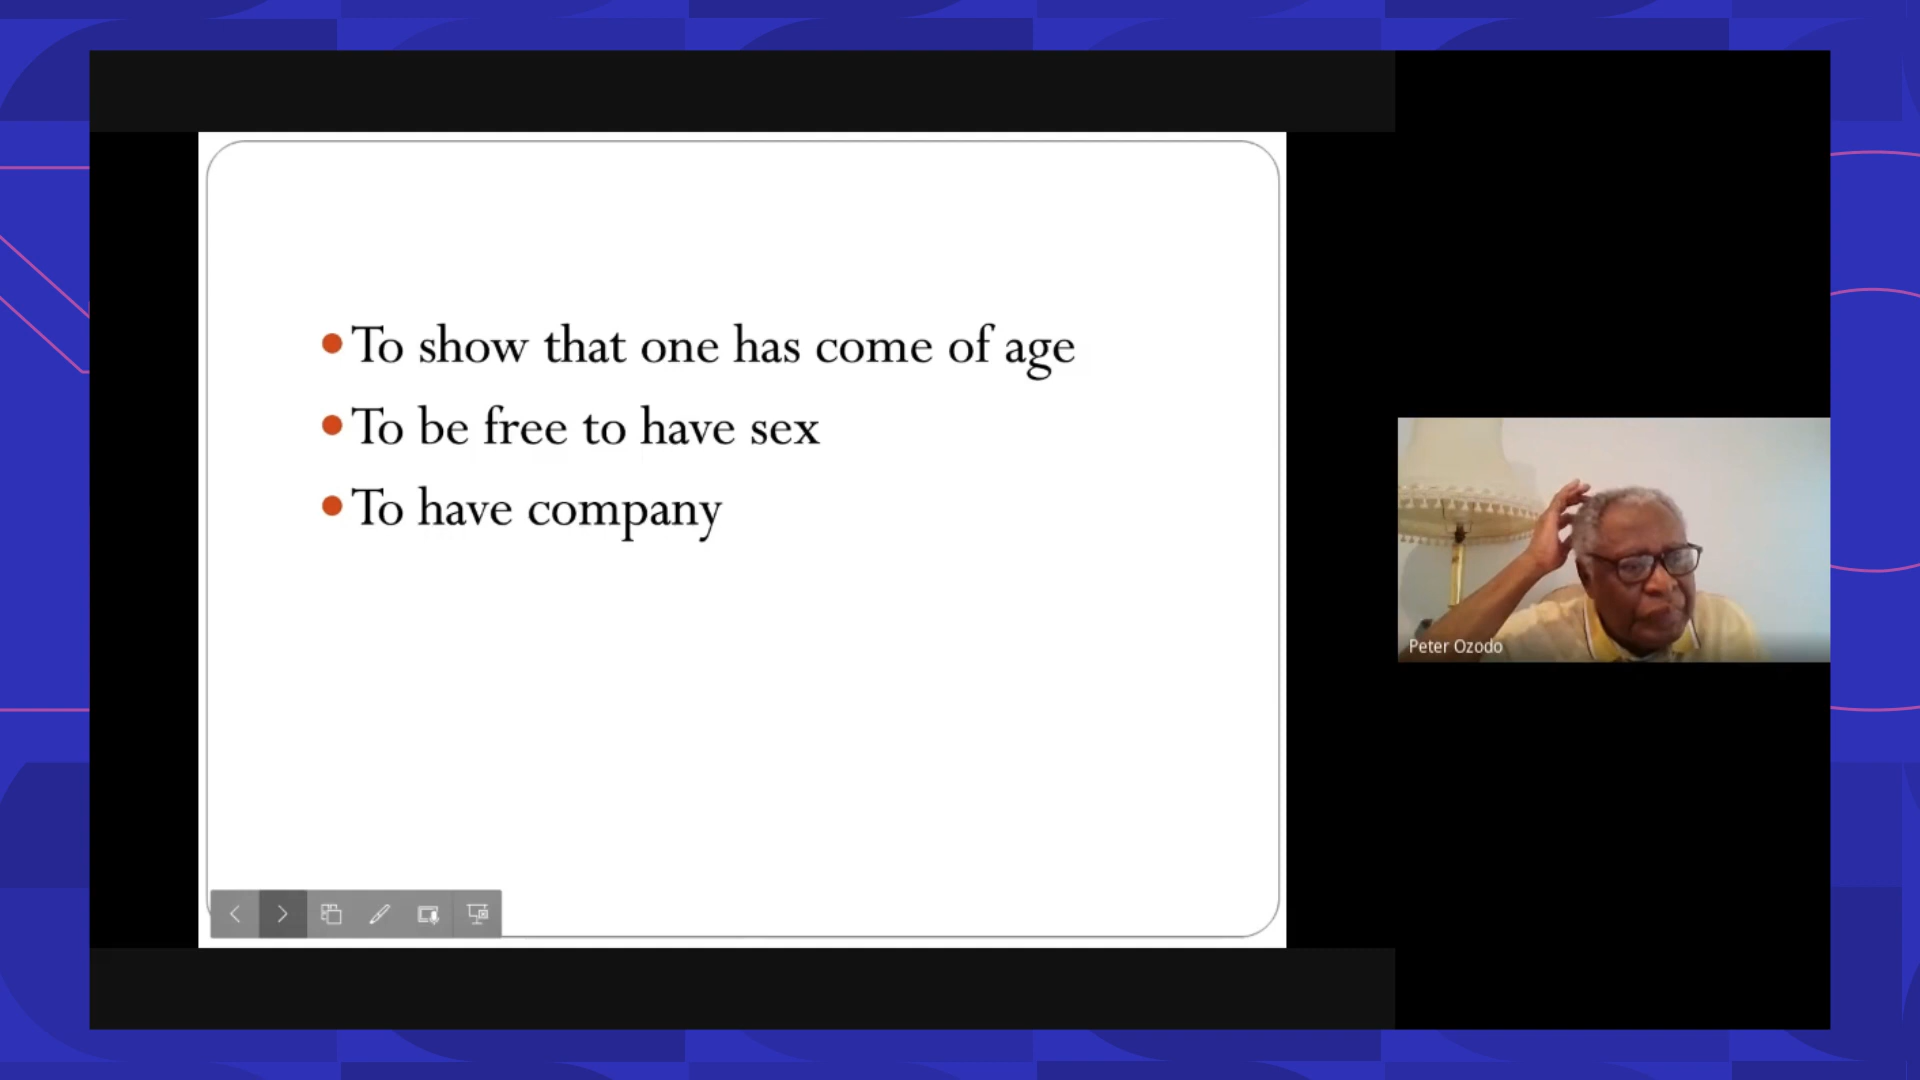 To show that one has come of age
To be free to have sex
To have company
Peter Ozodo